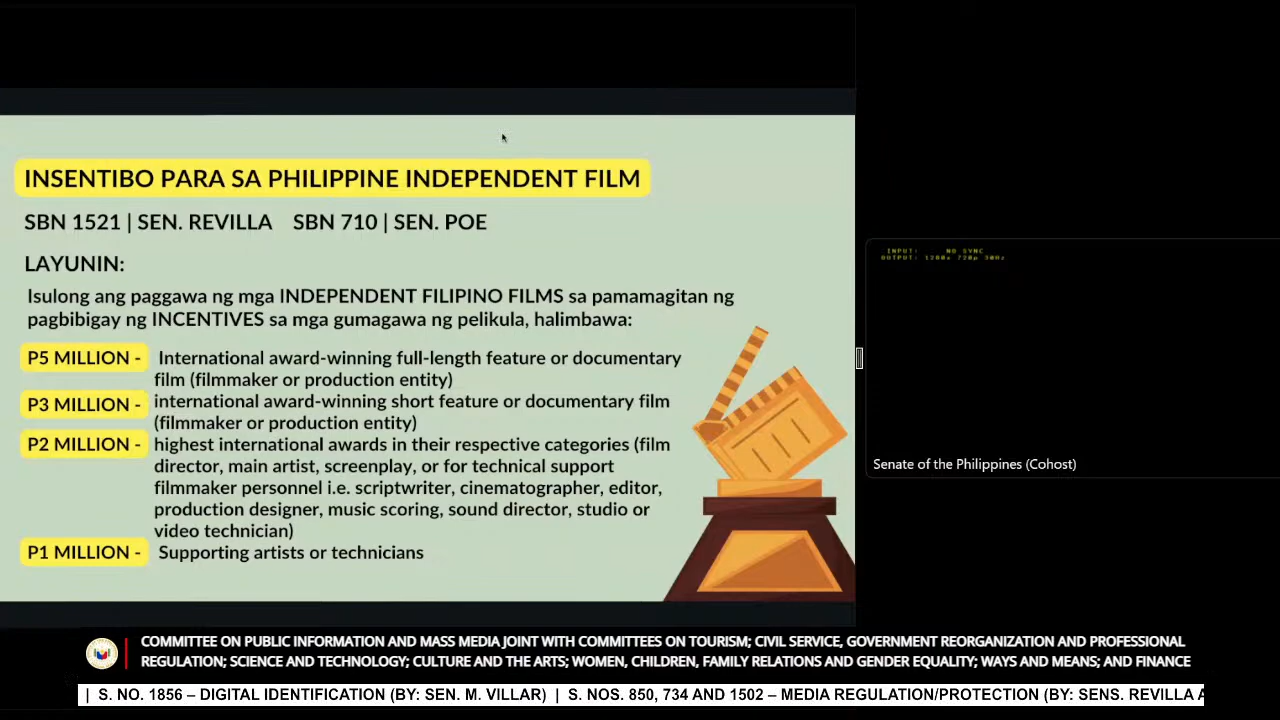 INSENTIBO PARA SA PHILIPPINE INDEPENDENT FILM
SBN 1521 | SEN. REVILLA SBN 710 | SEN. POE
LAYUNIN:
Isulong ang paggawa ng mga INDEPENDENT FILIPINO FILMS sa pamamagitan ng
pagbibigay ng INCENTIVES sa mga gumagawa ng pelikula, halimbawa:
P5 MILLION - International award-winning full-length feature or documentary
film (filmmaker or production entity)
P3 MILLION - international award-winning short feature or documentary film
(filmmaker or production entity)
P2 MILLION - highest international awards in their respective categories (film
director, main artist, screenplay, or for technical support
filmmaker personnel i.e. scriptwriter, cinematographer, editor,
production designer, music scoring, sound director, studio or
video technician)
P1 MILLION - Supporting artists or technicians
INPUT: NO SYNC
OUTPUT: 1280x 720p 30Hz
Senate of the Philippines (Cohost)
COMMITTEE ON PUBLIC INFORMATION AND MASS MEDIA JOINT WITH COMMITTEES ON TOURISM; CIVIL SERVICE, GOVERNMENT REORGANIZATION AND PROFESSIONAL
REGULATION; SCIENCE AND TECHNOLOGY; CULTURE AND THE ARTS; WOMEN, CHILDREN, FAMILY RELATIONS AND GENDER EQUALITY; WAYS AND MEANS; AND FINANCE
| S. NO. 1856 – DIGITAL IDENTIFICATION (BY: SEN. M. VILLAR) | S. NOS. 850, 734 AND 1502 – MEDIA REGULATION/PROTECTION (BY: SENS. REVILLA